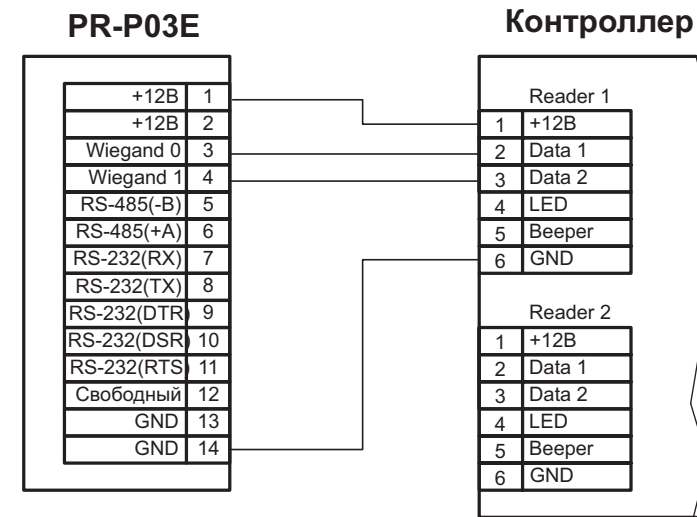 PR-P03E
+12В 1
+12В 2
Wiegand 0 3
Wiegand 1 4
RS-485(-B) 5
RS-485(+A) 6
RS-232(RX) 7
RS-232(TX) 8
RS-232(DTR) 9
RS-232(DSR) 10
RS-232(RTS) 11
Свободный 12
GND 13
GND 14
Контроллер
Reader 1
1 +12В
2 Data 1
3 Data 2
4 LED
5 Beeper
6 GND
Reader 2
1 +12В
2 Data 1
3 Data 2
4 LED
5 Beeper
6 GND